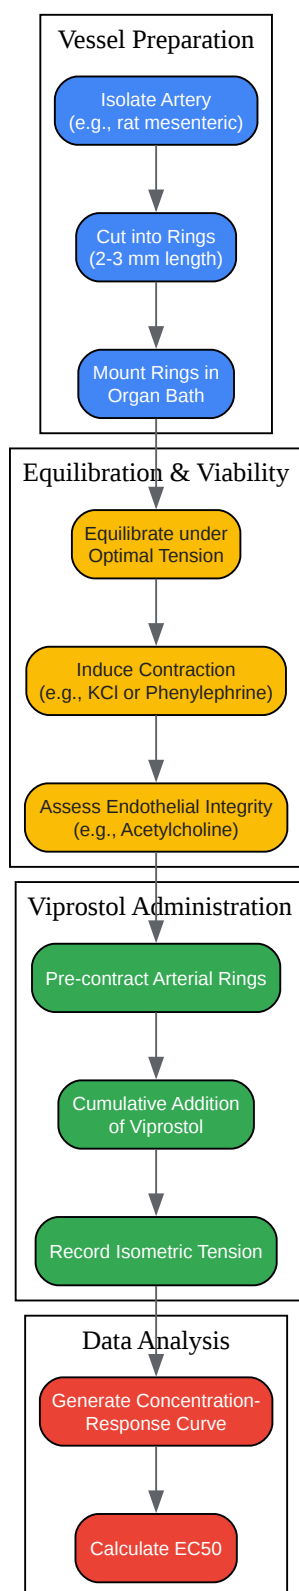 Vessel Preparation
Isolate Artery
(e.g., rat mesenteric)
Cut into Rings
(2-3 mm length)
Mount Rings in
Organ Bath
Equilibration & Viability
Equilibrate under
Optimal Tension
Induce Contraction
(e.g., KCl or Phenylephrine)
Assess Endothelial Integrity
(e.g., Acetylcholine)
Viprostol Administration
Pre-contract Arterial Rings
Cumulative Addition
of Viprostol
Record Isometric Tension
Data Analysis
Generate Concentration-
Response Curve
Calculate EC50